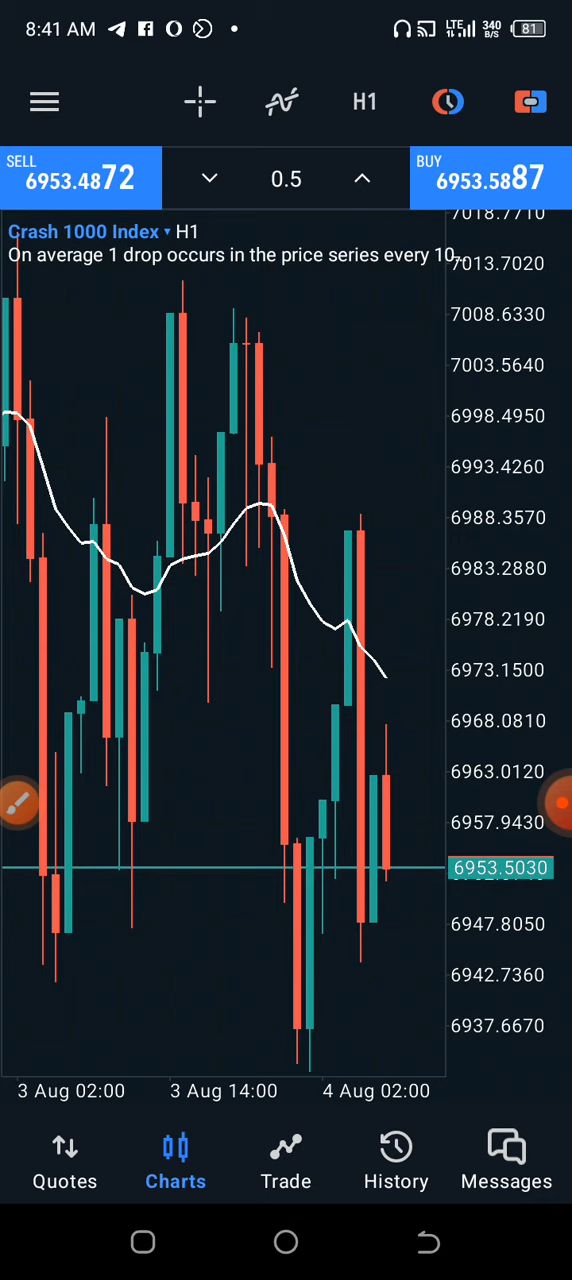 8:41 AM
LTE
340 B/S
81
H1
SELL
6953.4872
0.5
BUY
6953.5887
Crash 1000 Index H1
On average 1 drop occurs in the price series every 10..
7018.7710
7013.7020
7008.6330
7003.5640
6998.4950
6993.4260
6988.3570
6983.2880
6978.2190
6973.1500
6968.0810
6963.0120
6957.9430
6953.5030
6947.8050
6942.7360
6937.6670
3 Aug 02:00
3 Aug 14:00
4 Aug 02:00
Quotes
Charts
Trade
History
Messages